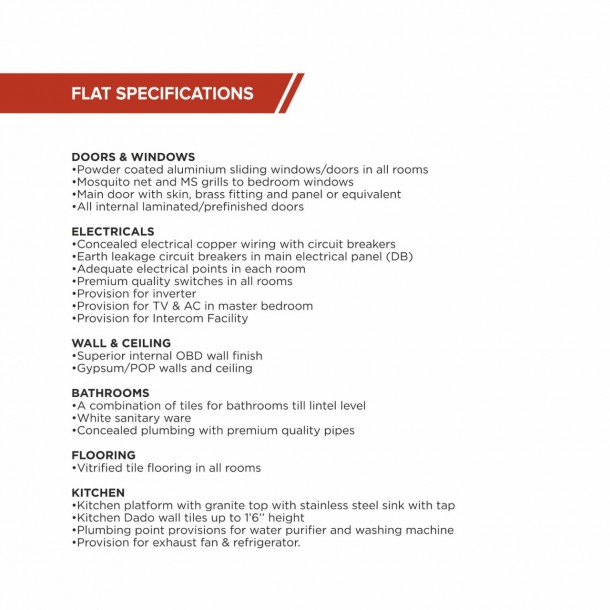 FLAT SPECIFICATIONS
DOORS & WINDOWS
•Powder coated aluminium sliding windows/doors in all rooms
•Mosquito net and MS grills to bedroom windows
•Main door with skin, brass fitting and panel or equivalent
•All internal laminated/prefinished doors
ELECTRICALS
•Concealed electrical copper wiring with circuit breakers
•Earth leakage circuit breakers in main electrical panel (DB)
•Adequate electrical points in each room
•Premium quality switches in all rooms
•Provision for inverter
•Provision for TV & AC in master bedroom
•Provision for Intercom Facility
WALL & CEILING
•Superior internal OBD wall finish
•Gypsum/POP walls and ceiling
BATHROOMS
•A combination of tiles for bathrooms till lintel level
•White sanitary ware
•Concealed plumbing with premium quality pipes
FLOORING
•Vitrified tile flooring in all rooms
KITCHEN
•Kitchen platform with granite top with stainless steel sink with tap
•Kitchen Dado wall tiles up to 1’6’’ height
•Plumbing point provisions for water purifier and washing machine
•Provision for exhaust fan & refrigerator.